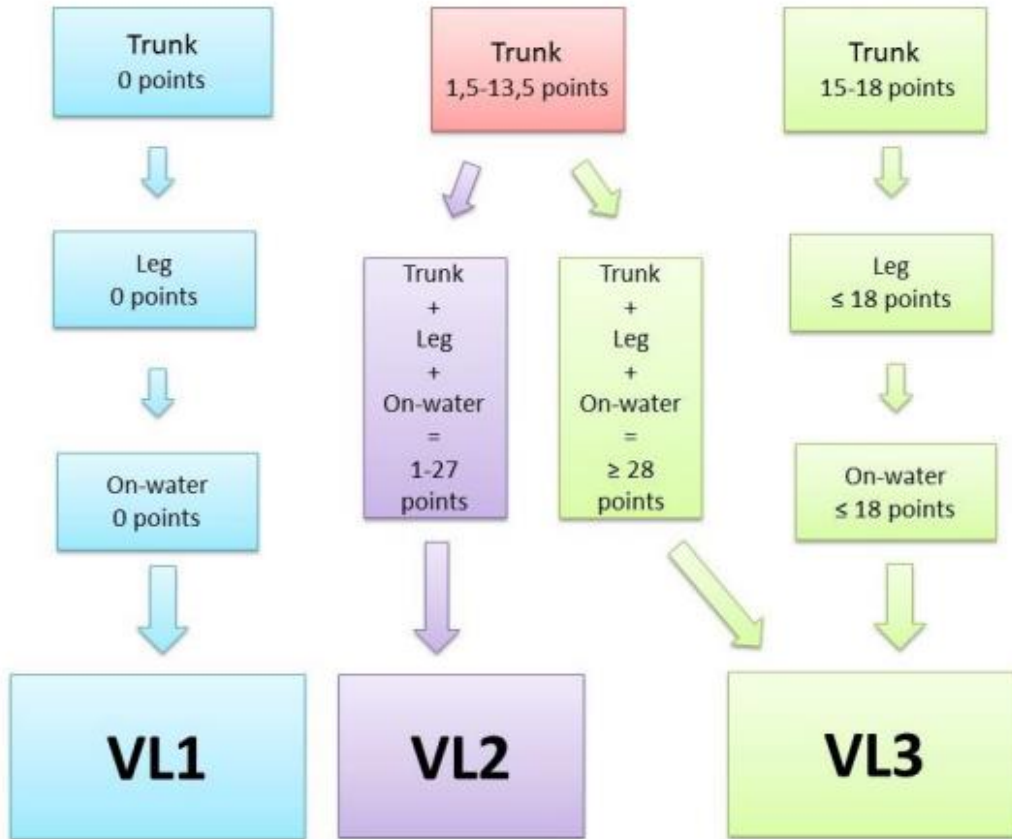 Trunk
0 points
Leg
0 points
On-water
0 points
VL1
Trunk
1,5-13,5 points
Trunk
+
Leg
+
On-water
=
1-27
points
VL2
Trunk
+
Leg
+
On-water
=
≥ 28
points
Trunk
15-18 points
Leg
≤ 18 points
On-water
≤ 18 points
VL3